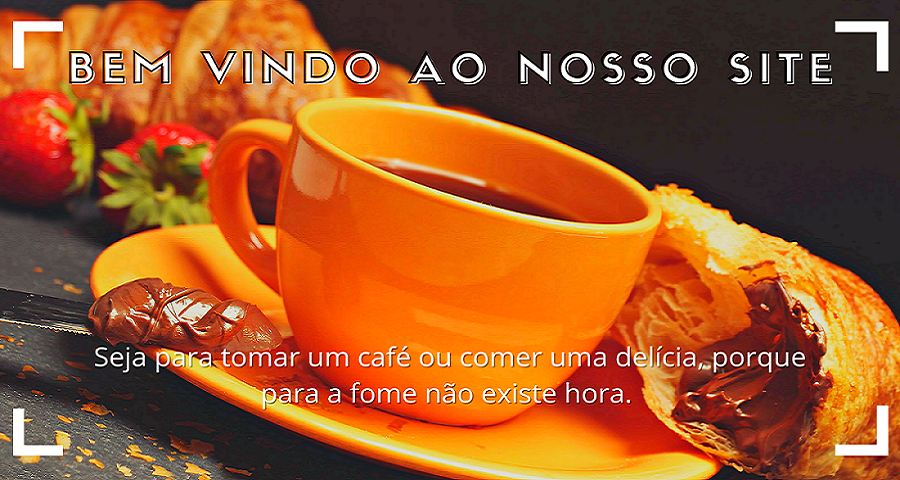 BEM VINDO AO NOSSO SITE
Seja para tomar um café ou comer uma delícia, porque
para a fome não existe hora.